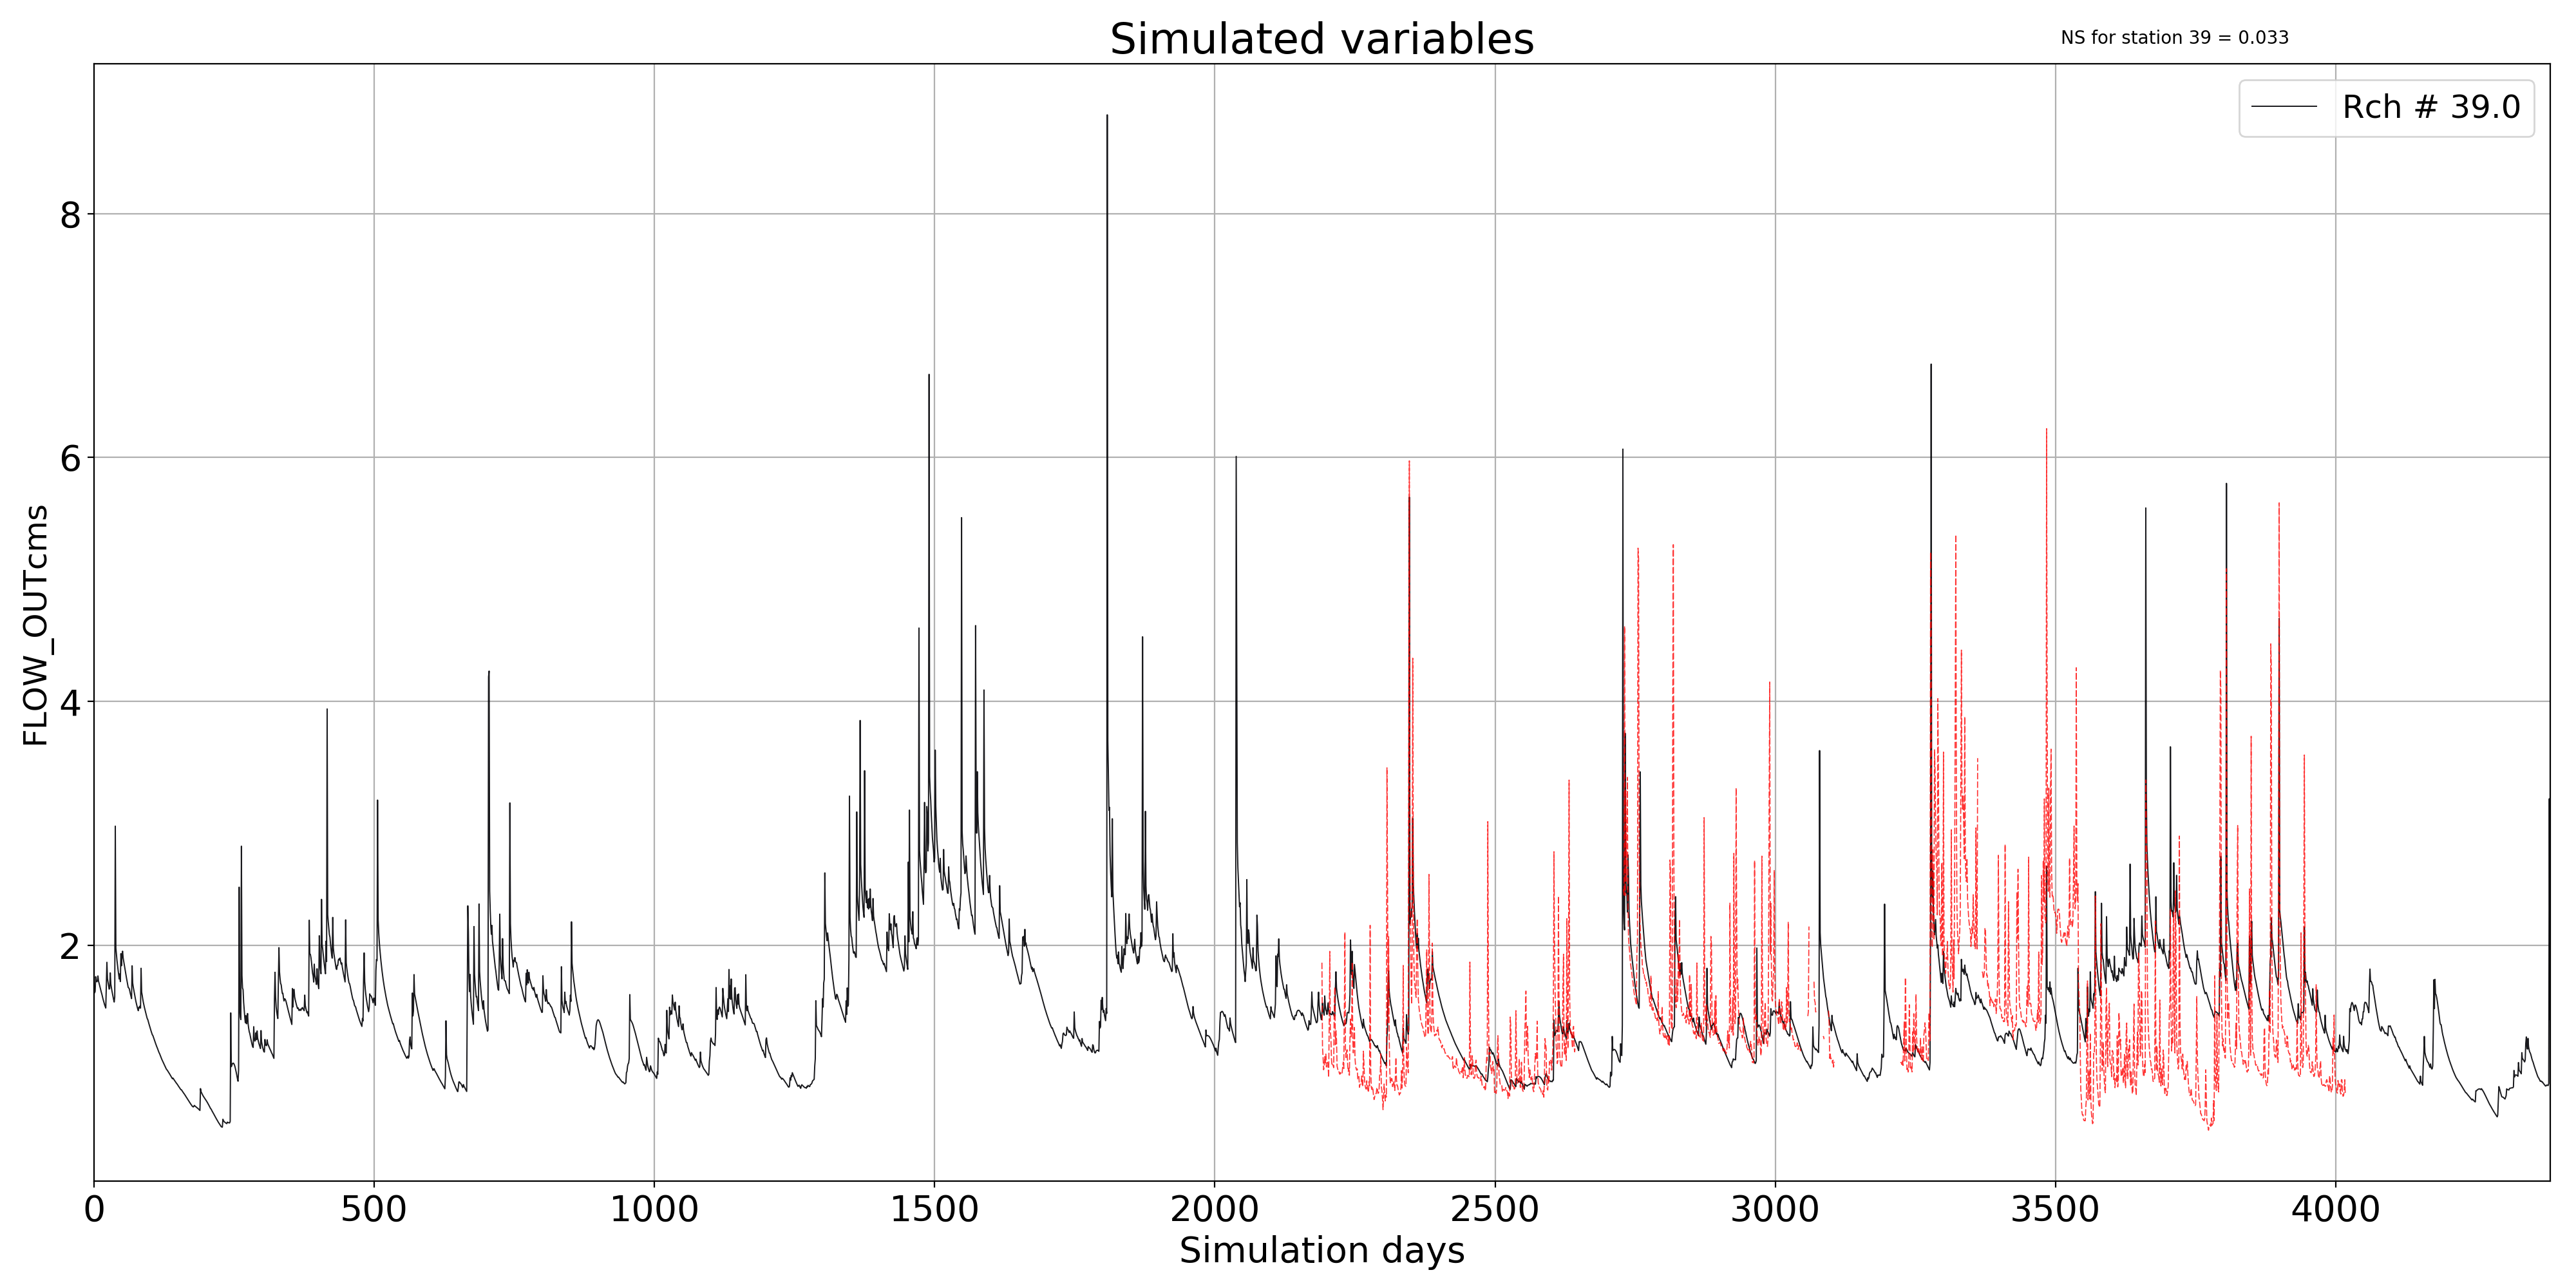 Simulated variables
NS for station 39 = 0.033
Rch # 39.0
FLOW_OUTcms
8
6
4
2
0 500 1000 1500 2000 2500 3000 3500 4000
Simulation days